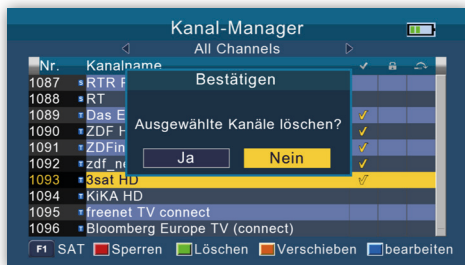 Kanal-Manager
All Channels
Nr. Kanalname
1087 RTR
1088 RT
1089 Das
1090 ZDF
1091 ZDFin
1092 zdf_ne
1093 3sat HD
1094 KiKA HD
1095 freenet TV connect
1096 Bloomberg Europe TV (connect)
Bestätigen
Ausgewählte Kanäle löschen?
Ja Nein
F1 SAT Sperren Löschen Verschieben bearbeiten